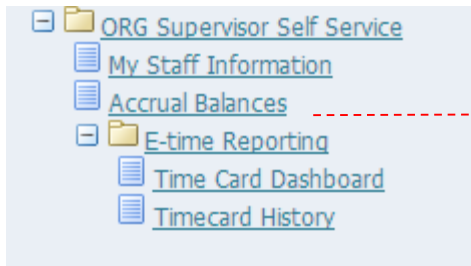 ORG Supervisor Self Service
My Staff Information
Accrual Balances
E-time Reporting
Time Card Dashboard
Timecard History